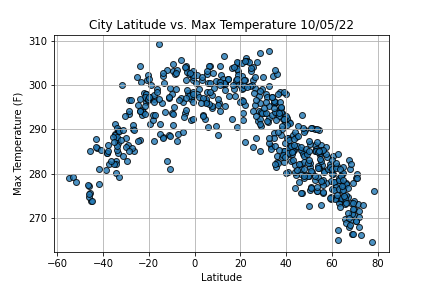 City Latitude vs. Max Temperature 10/05/22
310
300
290
280
270
Max Temperature (F)
−60 −40 −20 0 20 40 60 80
Latitude